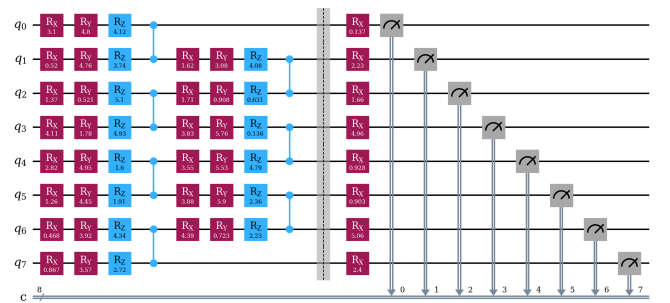 q0 RX 3.1 RY 4.8 RZ 4.12 RX 0.137
q1 RX 0.52 RY 4.76 RZ 3.74 RX 1.62 RY 3.08 RZ 4.08 RX 2.23
q2 RX 1.37 RY 0.521 RZ 5.1 RX 1.71 RY 0.908 RZ 0.631 RX 1.66
q3 RX 4.11 RY 1.78 RZ 4.93 RX 3.83 RY 5.76 RZ 0.136 RX 4.96
q4 RX 2.82 RY 4.95 RZ 1.6 RX 3.55 RY 5.53 RZ 4.79 RX 0.928
q5 RX 1.26 RY 4.45 RZ 1.91 RX 3.88 RY 5.9 RZ 2.36 RX 0.903
q6 RX 0.468 RY 3.92 RZ 4.34 RX 4.39 RY 0.723 RZ 2.23 RX 5.06
q7 RX 0.867 RY 3.57 RZ 2.72 RX 2.4
c 8 0 1 2 3 4 5 6 7